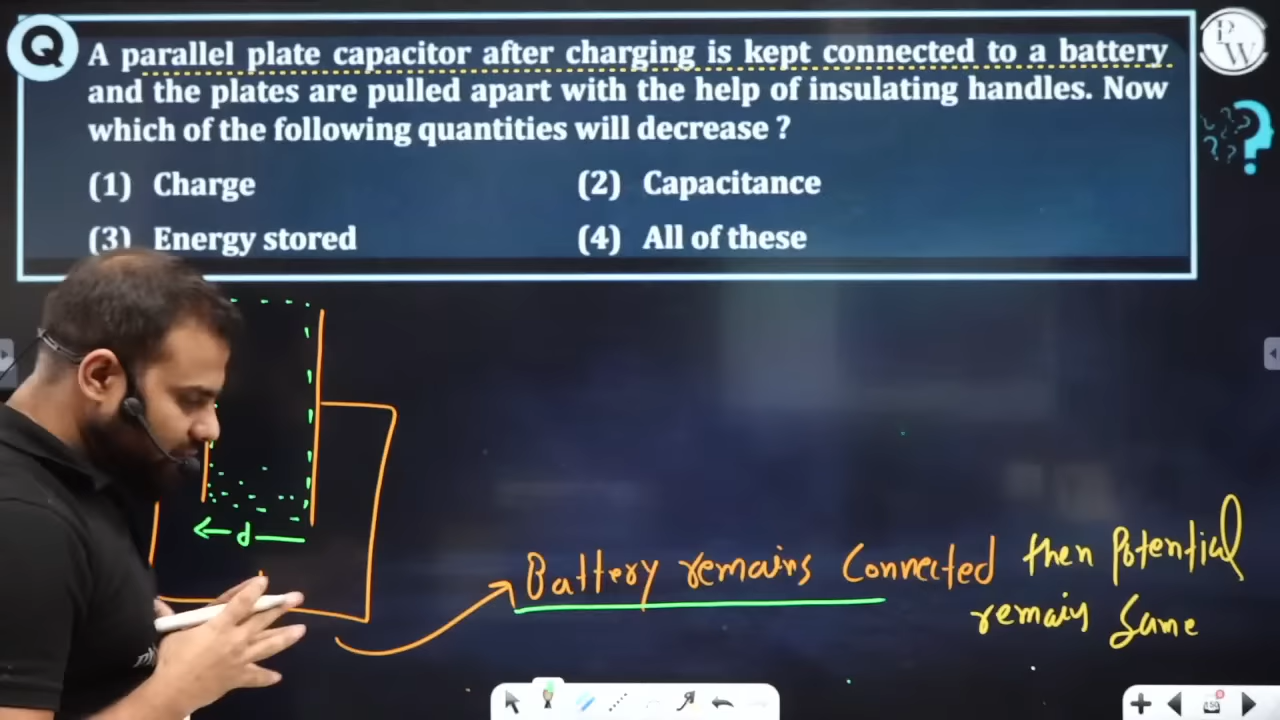 Q
A parallel plate capacitor after charging is kept connected to a battery
and the plates are pulled apart with the help of insulating handles. Now
which of the following quantities will decrease ?
(1) Charge
(2) Capacitance
(3) Energy stored
(4) All of these
P
W
d
Battery remains Connected then Potential
remain Same